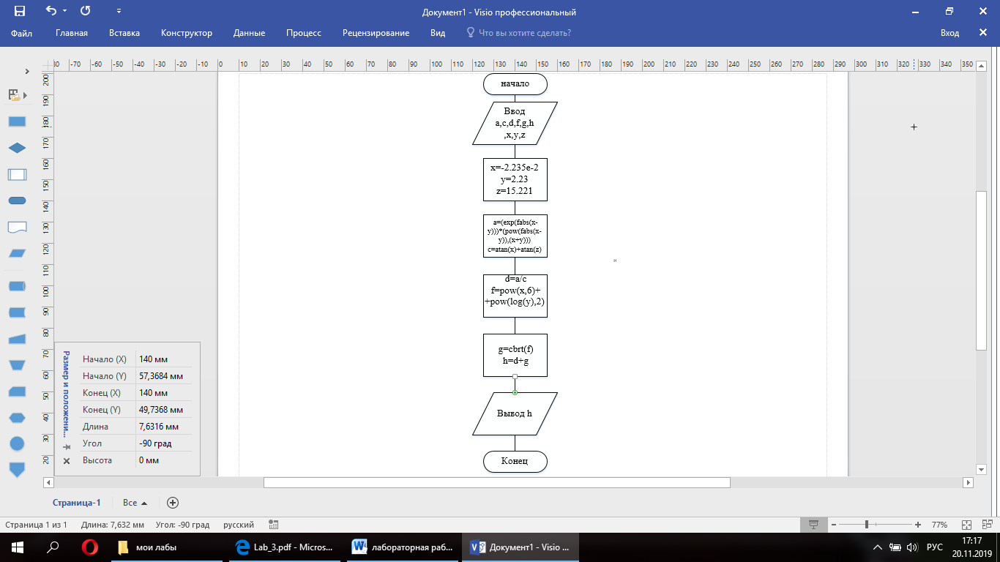 Документ1 - Visio профессиональный
Файл Главная Вставка Конструктор Данные Процесс Рецензирование Вид Что вы хотите сделать? Вход
-70 -60 -50 -40 -30 -20 -10 0 10 20 30 40 50 60 70 80 90 100 110 120 130 140 150 160 170 180 190 200 210 220 230 240 250 260 270 280 290 300 310 320 330 340 350
200
190
180
170
160
150
140
130
120
110
100
90
80
70
60
50
40
30
20
начало
Ввод
a,c,d,f,g,h
,x,y,z
x=-2.235e-2
y=2.23
z=15.221
a=(exp(fabs(x-
y)))*(pow(fabs(x-
y)),(x+y)))
c=atan(x)+atan(z)
d=a/c
f=pow(x,6)+
+pow(log(y),2)
g=cbrt(f)
h=d+g
Вывод h
Конец
Размер и положени...
Начало (X) 140 мм
Начало (Y) 57,3684 мм
Конец (X) 140 мм
Конец (Y) 49,7368 мм
Длина 7,6316 мм
Угол -90 град
Высота 0 мм
Страница-1 Все
Страница 1 из 1 Длина: 7,632 мм Угол: -90 град русский 77%
мои лабы Lab_3.pdf - Micros... лабораторная раб... Документ1 - Visio ... РУС
17:17
20.11.2019